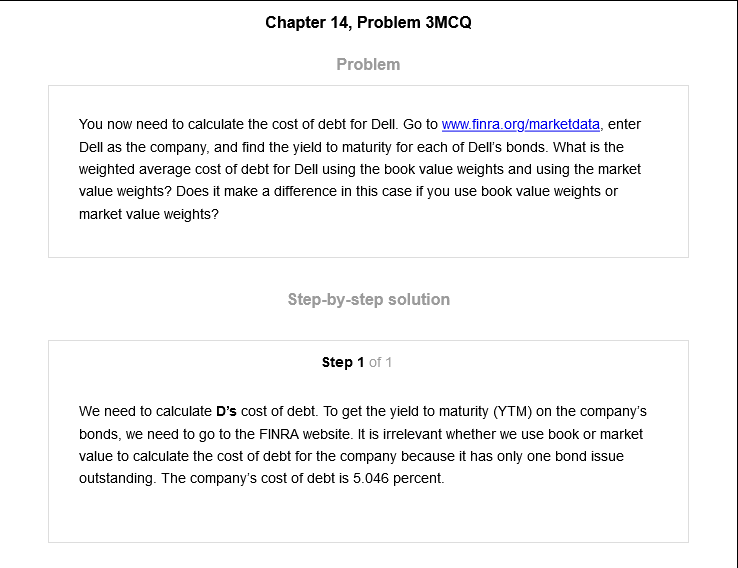 Chapter 14, Problem 3MCQ
Problem
You now need to calculate the cost of debt for Dell. Go to www.finra.org/marketdata, enter
Dell as the company, and find the yield to maturity for each of Dell's bonds. What is the
weighted average cost of debt for Dell using the book value weights and using the market
value weights? Does it make a difference in this case if you use book value weights or
market value weights?
Step-by-step solution
Step 1 of 1
We need to calculate D's cost of debt. To get the yield to maturity (YTM) on the company's
bonds, we need to go to the FINRA website. It is irrelevant whether we use book or market
value to calculate the cost of debt for the company because it has only one bond issue
outstanding. The company's cost of debt is 5.046 percent.